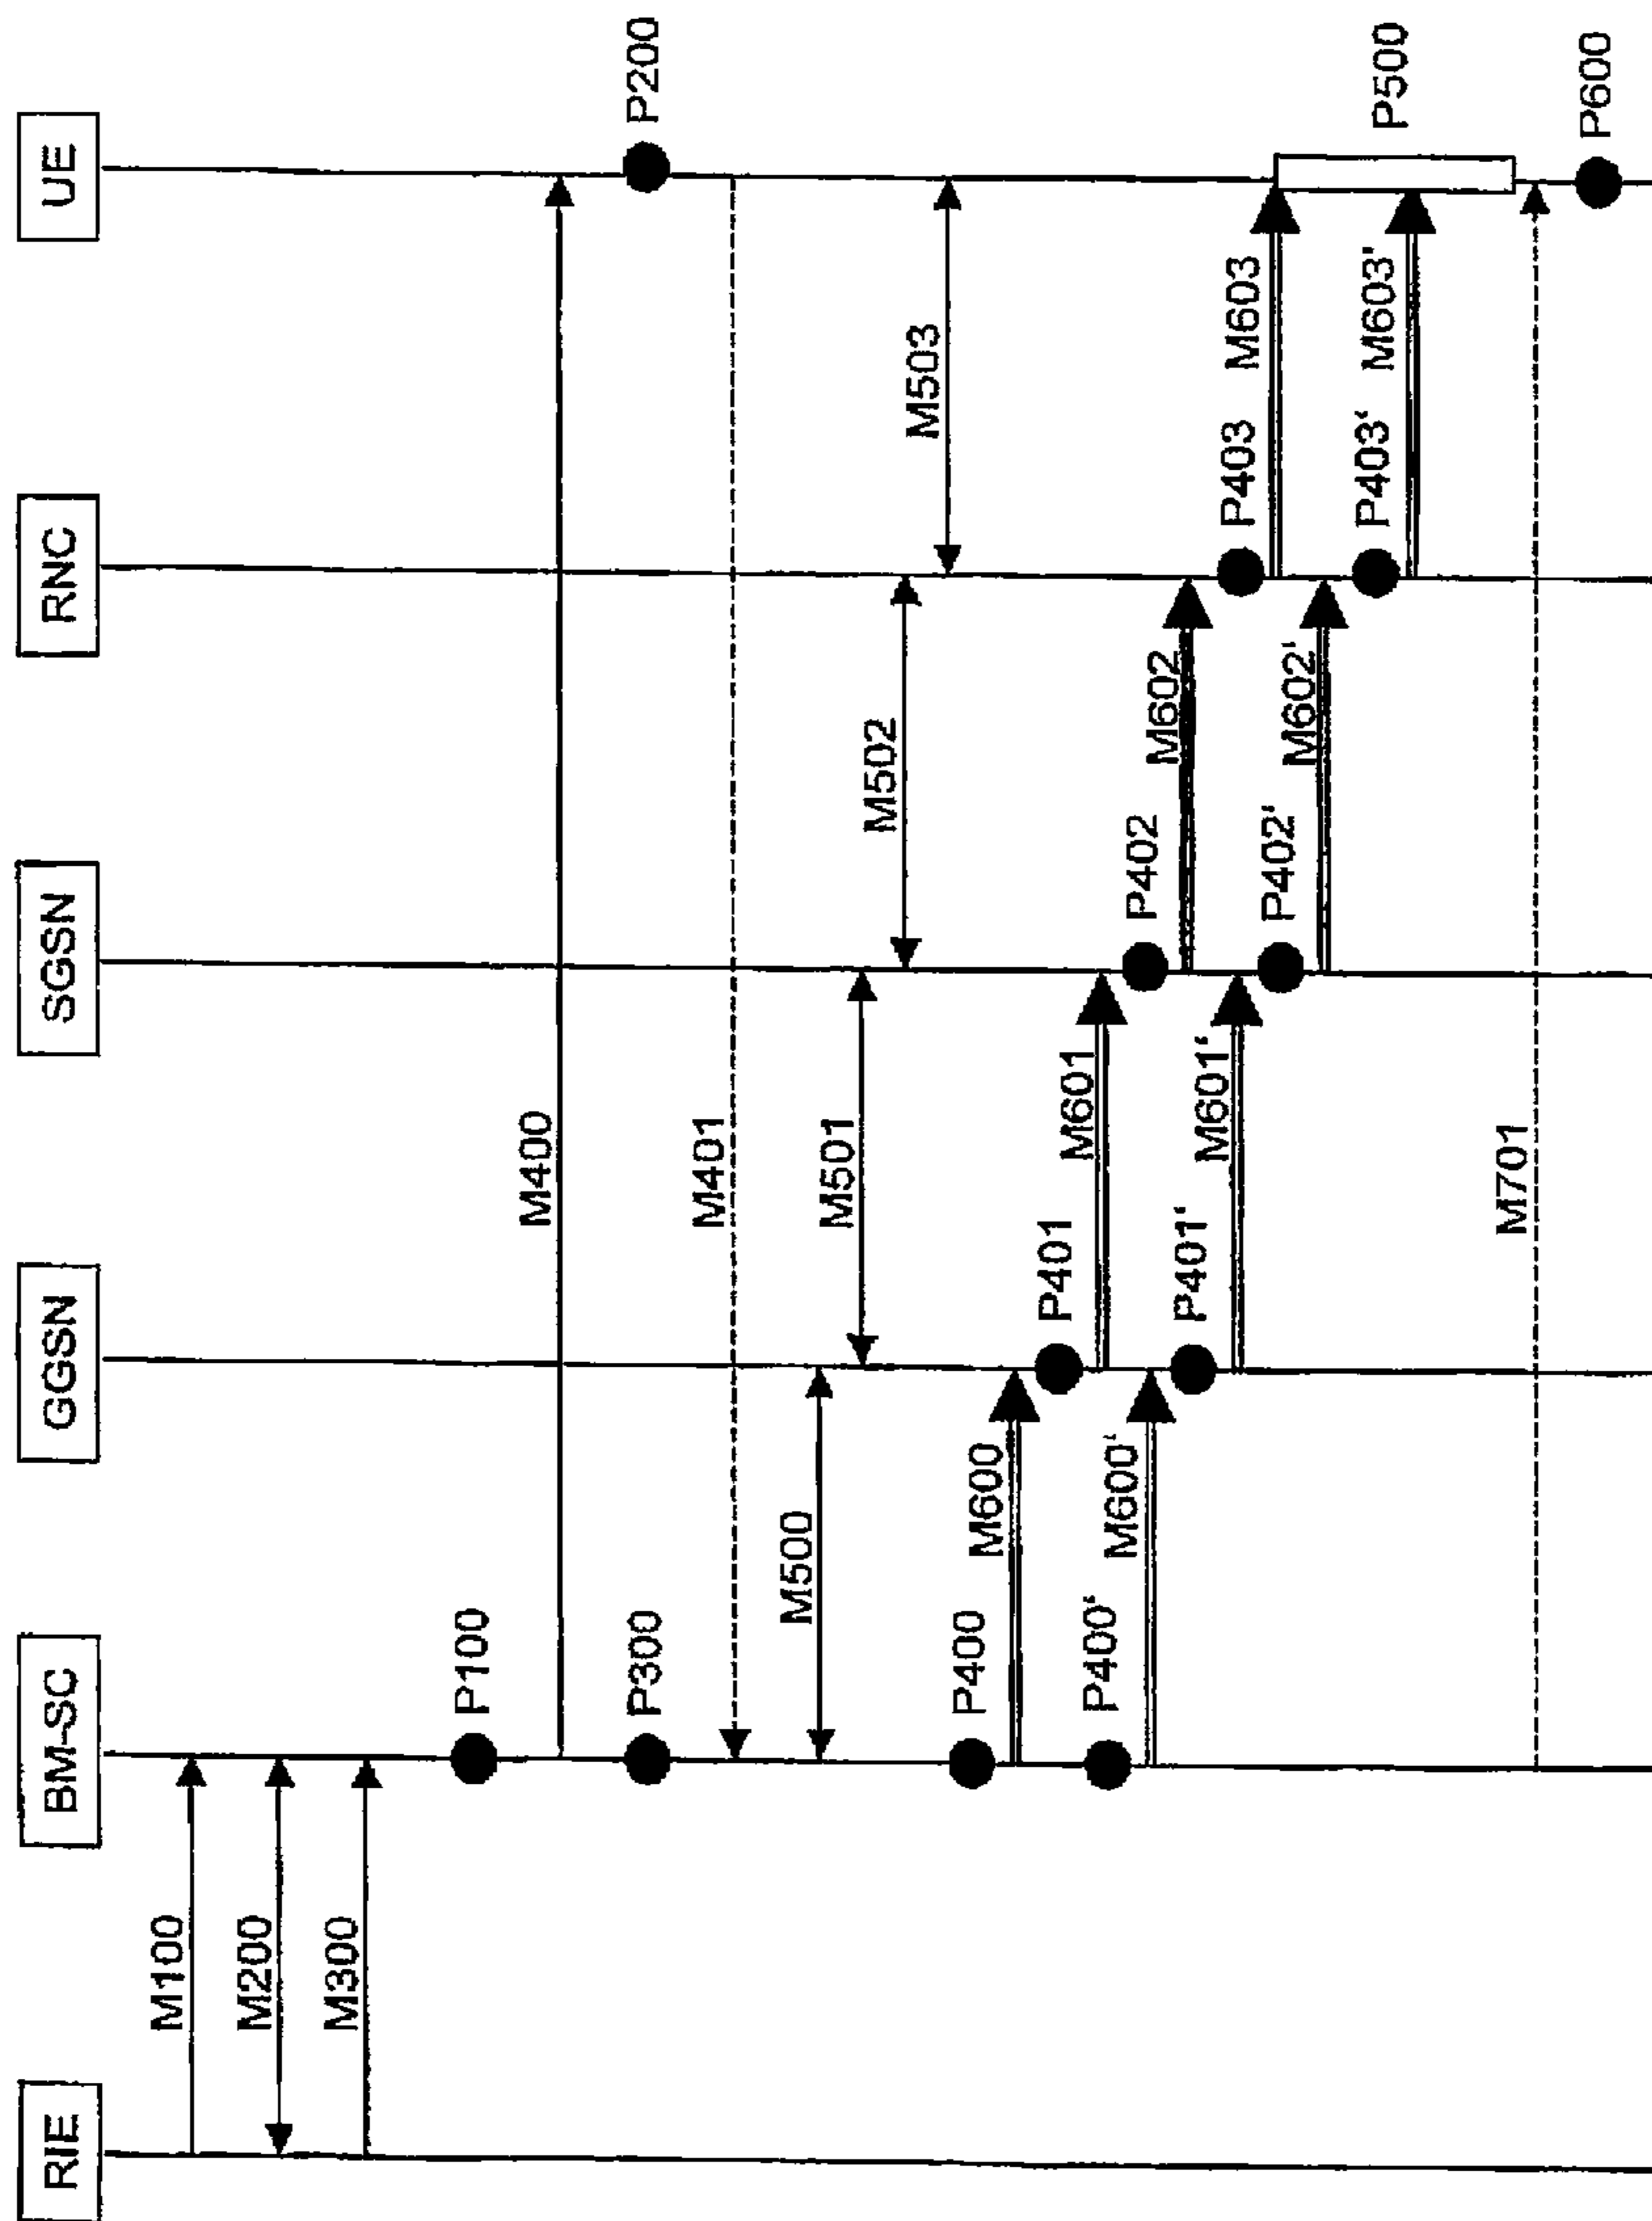 RIE
BM-SC
GGSN
SGSN
RNC
UE
M100
M200
M300
P100
M400
P300
P200
M401
M500
M501
M502
M503
P400
M600
P401
M601
P402
M602
P403
M603
P400‘
M600‘
P401‘
M601‘
P402‘
M602‘
P403‘
M603'
P500
M701
P600